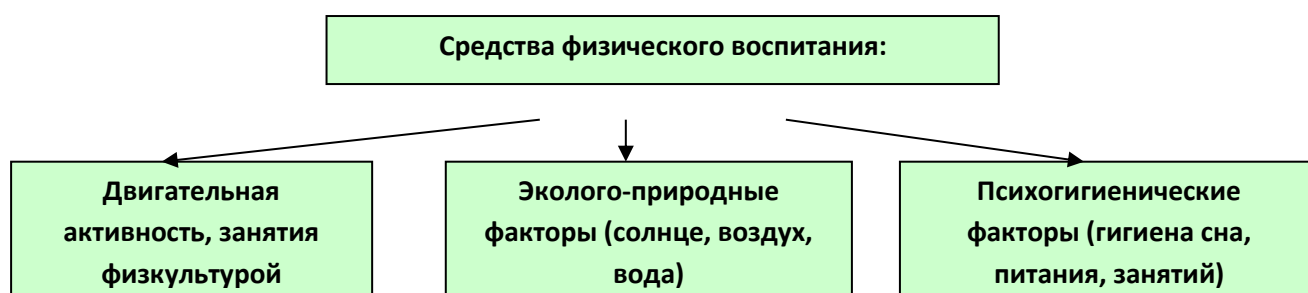 Средства физического воспитания:
Двигательная
активность, занятия
физкультурой
Эколого-природные
факторы (солнце, воздух,
вода)
Психогигиенические
факторы (гигиена сна,
питания, занятий)